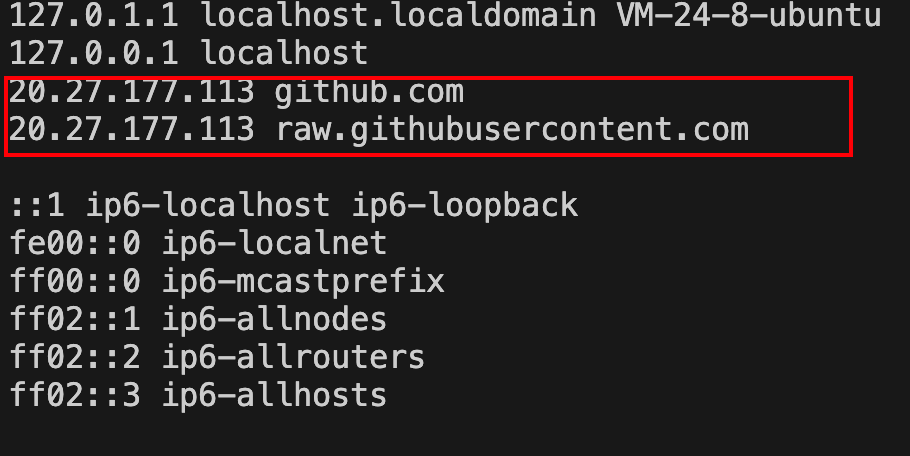 127.0.1.1 localhost.localdomain VM-24-8-ubuntu
127.0.0.1 localhost
20.27.177.113 github.com
20.27.177.113 raw.githubusercontent.com
::1 ip6-localhost ip6-loopback
fe00::0 ip6-localnet
ff00::0 ip6-mcastprefix
ff02::1 ip6-allnodes
ff02::2 ip6-allrouters
ff02::3 ip6-allhosts